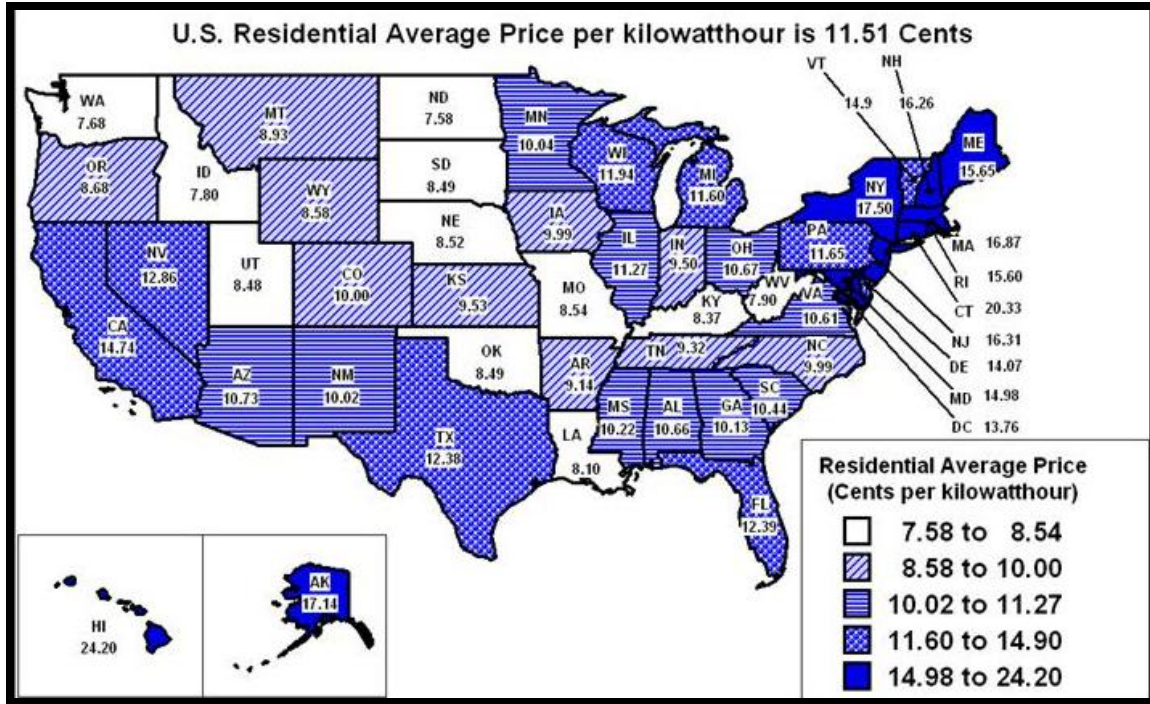 U.S. Residential Average Price per kilowatthour is 11.51 Cents
VT
NH
14.9
16.26
WA
7.68
MT
8.93
ND
7.58
MN
10.04
ME
15.65
OR
8.68
ID
7.80
SD
8.49
WI
11.94
MI
11.60
NY
17.50
WY
8.58
NE
8.52
IA
9.99
PA
11.65
MA 16.87
NV
12.86
UT
8.48
CO
10.00
KS
9.53
MO
8.54
IL
11.27
IN
9.50
OH
10.67
RI 15.60
WV
7.90
VA
10.61
KY
8.37
CT 20.33
CA
14.74
NJ 16.31
TN 9.32
NC
9.99
DE 14.07
AZ
10.73
NM
10.02
OK
8.49
AR
9.14
SC
10.44
MD 14.98
MS
10.22
AL
10.66
GA
10.13
DC 13.76
TX
12.38
LA
8.10
FL
12.39
HI
24.20
AK
17.14
Residential Average Price
(Cents per kilowatthour)
7.58 to 8.54
8.58 to 10.00
10.02 to 11.27
11.60 to 14.90
14.98 to 24.20